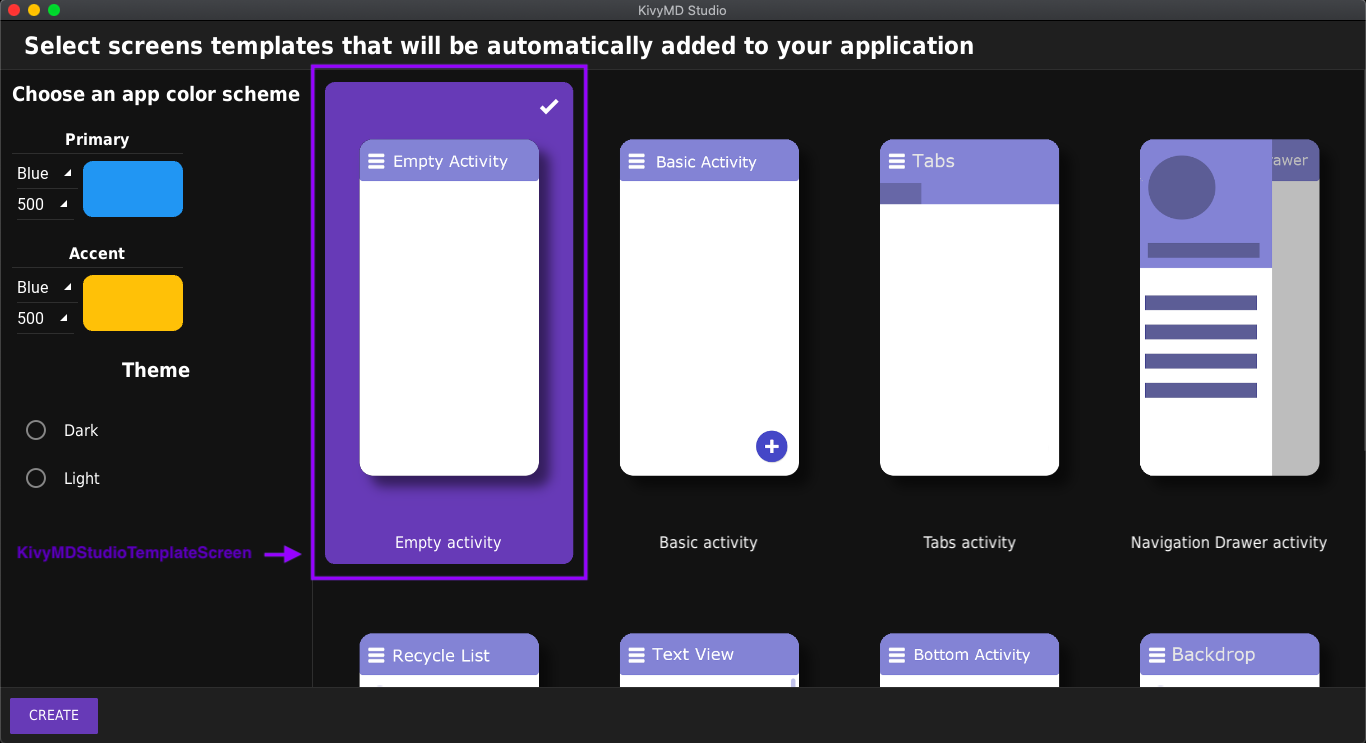 KivyMD Studio
Select screens templates that will be automatically added to your application
Choose an app color scheme
Primary
Blue
500
Accent
Blue
500
Theme
Dark
Light
KivyMDStudioTemplateScreen
Empty Activity
Empty activity
Basic Activity
Basic activity
Tabs
Tabs activity
rawer
Navigation Drawer activity
Recycle List
Text View
Bottom Activity
Backdrop
CREATE